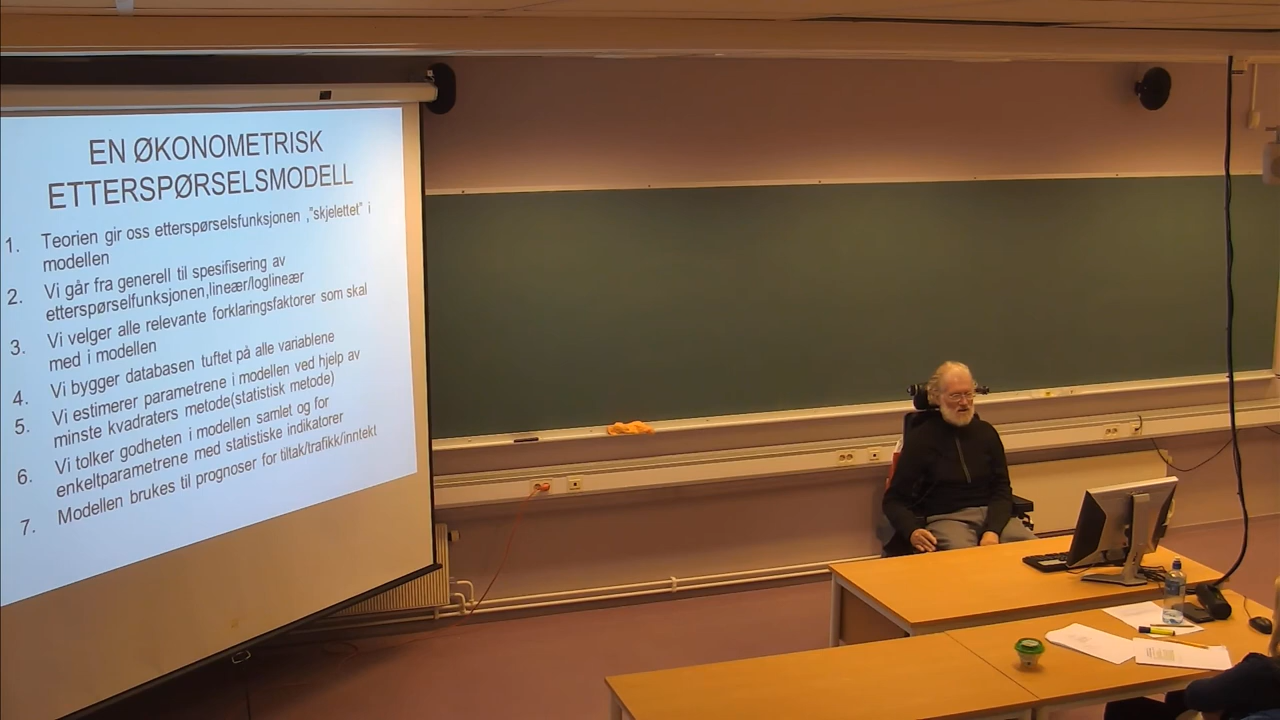 EN ØKONOMETRISK
ETTERSPØRSELSMODELL
1. Teorien gir oss etterspørselsfunksjonen ,"skjelettet" i
modellen
2. Vi går fra generell til spesifisering av
etterspørselfunksjonen,lineær/loglineær
3. Vi velger alle relevante forklaringsfaktorer som skal
med i modellen
4. Vi bygger databasen tuftet på alle variablene
5. Vi estimerer parametrene i modellen ved hjelp av
minste kvadraters metode(statistisk metode)
6. Vi tolker godheten i modellen samlet og for
enkeltparametrene med statistiske indikatorer
7. Modellen brukes til prognoser for tiltak/trafikk/inntekt